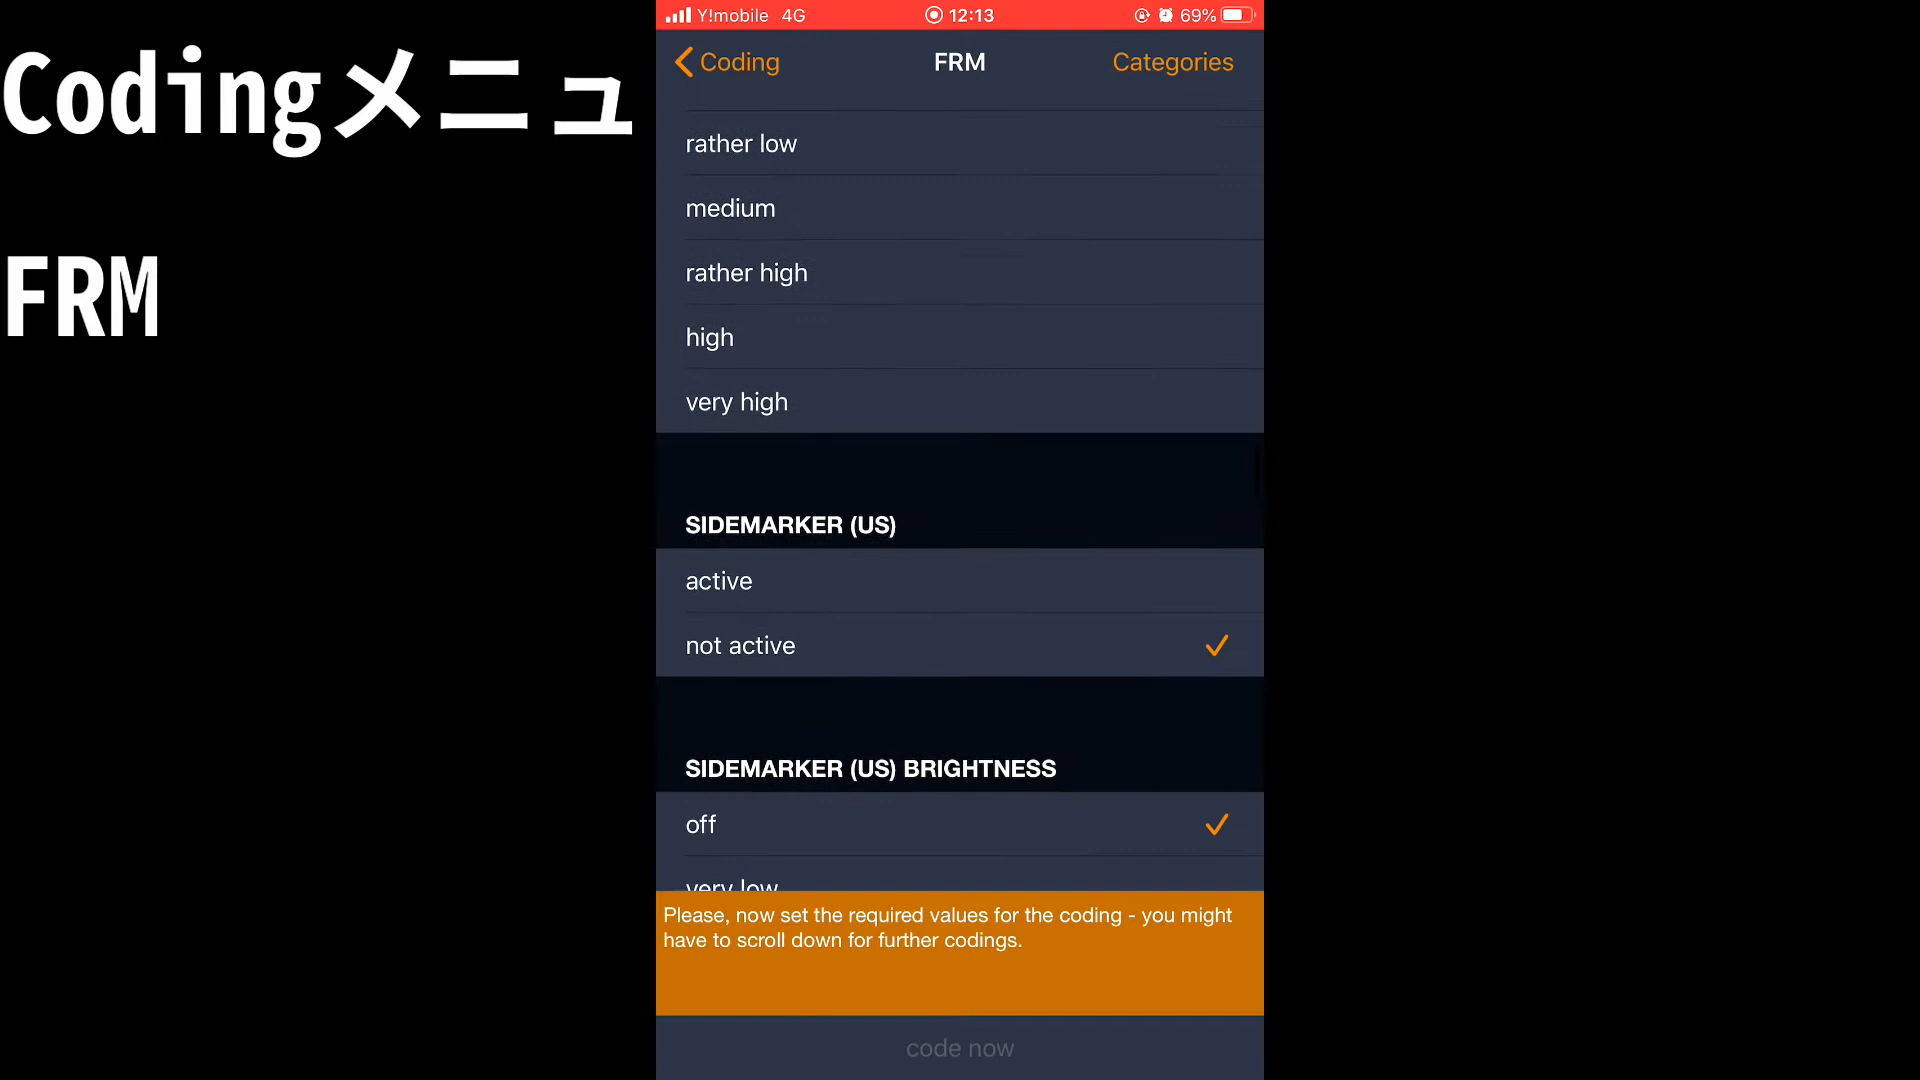 Codingメニュ
FRM
Y!mobile 4G 12:13 69%
Coding FRM Categories
rather low
medium
rather high
high
very high
SIDEMARKER (US)
active
not active
SIDEMARKER (US) BRIGHTNESS
off
very low
Please, now set the required values for the coding - you might
have to scroll down for further codings.
code now